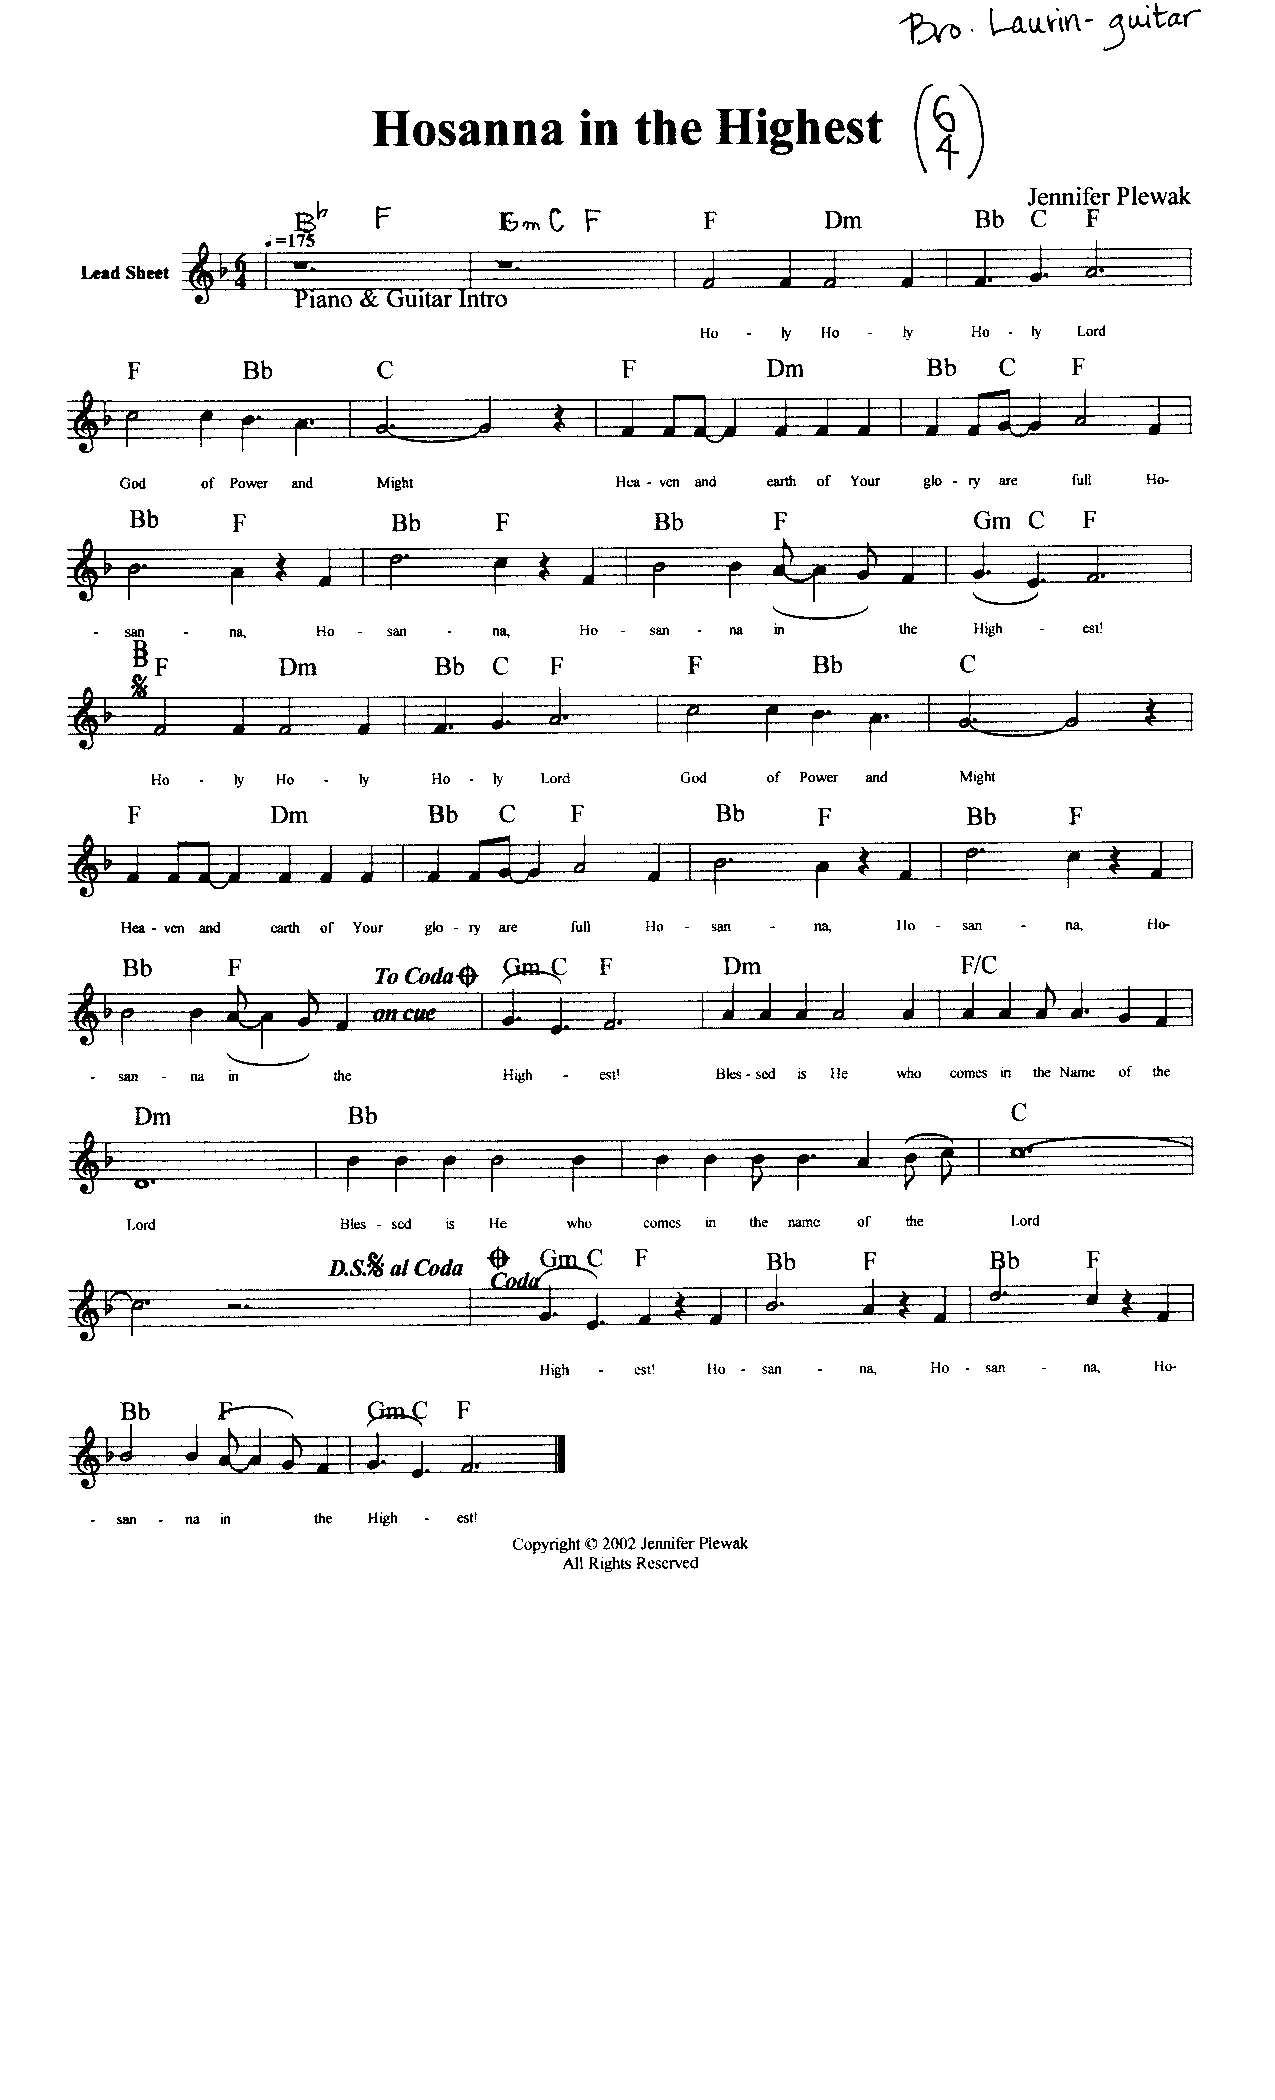 Bro. Laurin - guitar
Hosanna in the Highest (6/4)
Jennifer Plewak
B♭ F Gm C F F Dm Bb C F
♩.=175
Lead Sheet
6/4
Piano & Guitar Intro
Ho - ly Ho - ly Ho - ly Lord
F Bb C F Dm Bb C F
God of Power and Might Hea - ven and earth of Your glo - ry are full Ho-
Bb F Bb F Bb F Gm C F
- san - na, Ho - san - na, Ho - san - na in the High - est!
B
F Dm Bb C F F Bb C
Ho - ly Ho - ly Ho - ly Lord God of Power and Might
F Dm Bb C F Bb F Bb F
Hea - ven and earth of Your glo - ry are full Ho - san - na, Ho - san - na, Ho-
Bb F To Coda Gm C F Dm F/C
on cue
- san - na in the High - est! Bles - sed is He who comes in the Name of the
Dm Bb C
Lord Bles - sed is He who comes in the name of the Lord
D.S. al Coda Gm C F Bb F Bb F
Coda
High - est! Ho - san - na, Ho - san - na, Ho-
Bb F Gm C F
- san - na in the High - est!
Copyright © 2002 Jennifer Plewak
All Rights Reserved